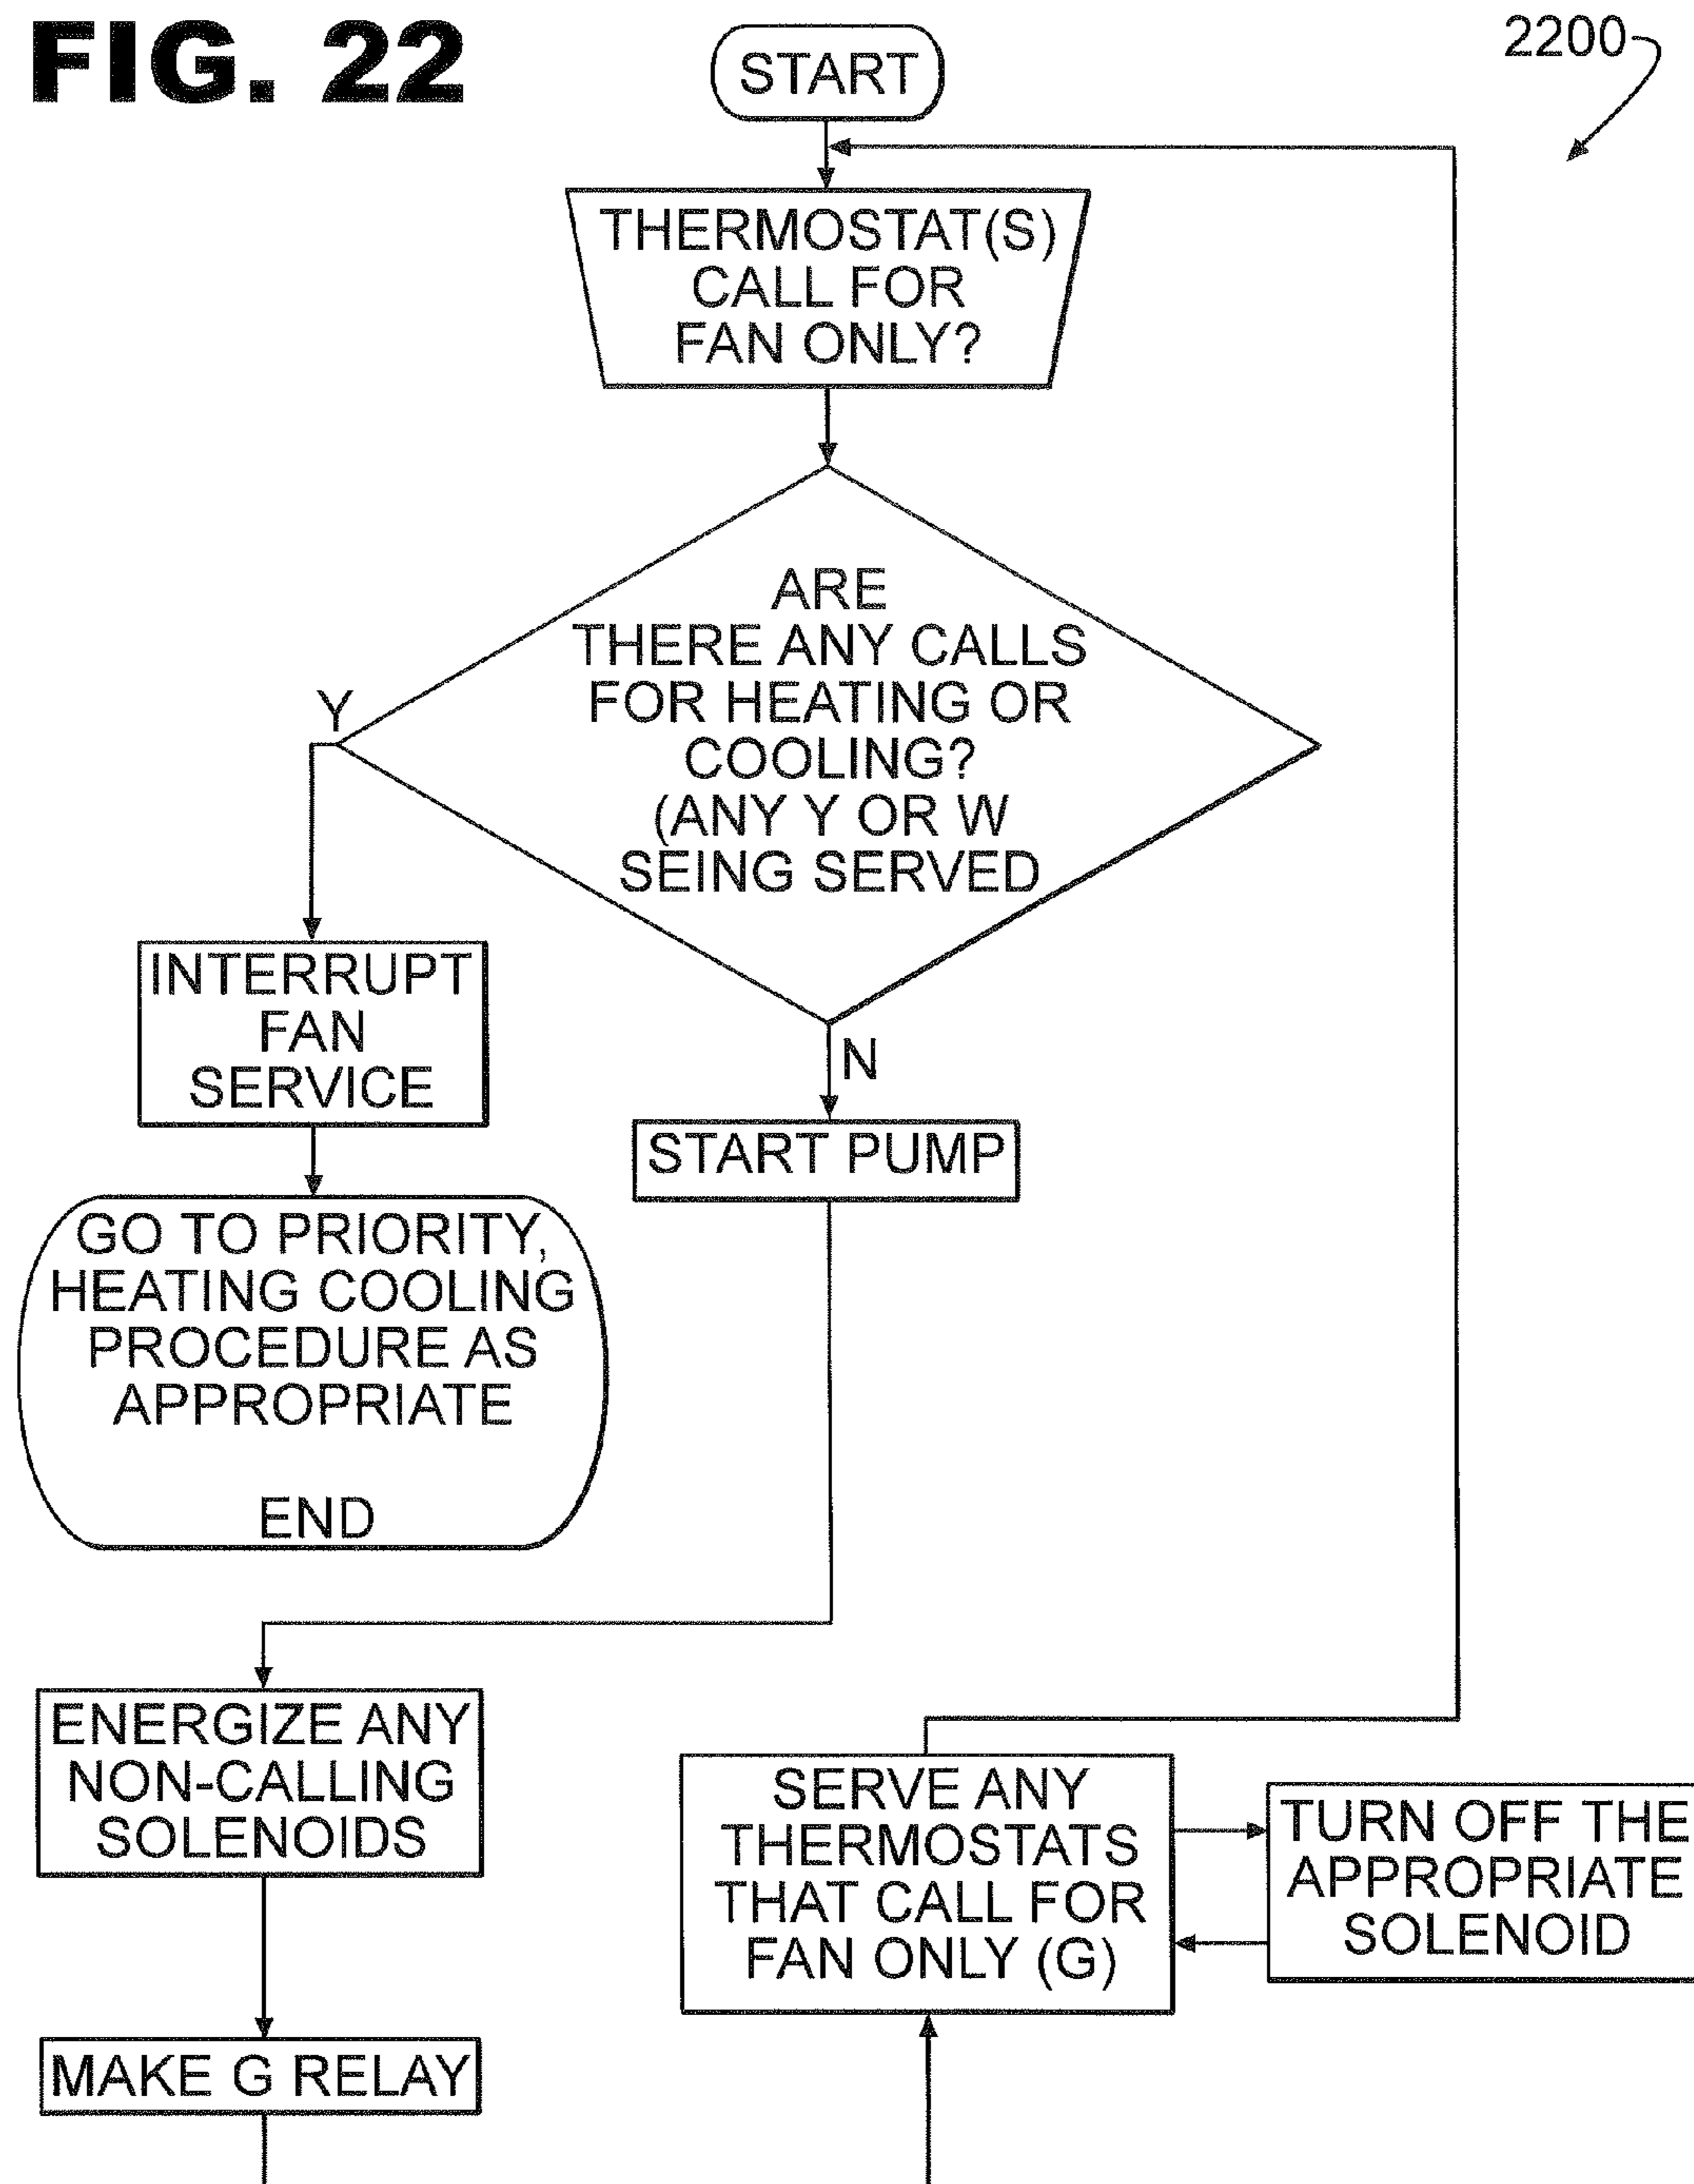 FIG. 22
2200
START
THERMOSTAT(S)
CALL FOR
FAN ONLY?
ARE
THERE ANY CALLS
FOR HEATING OR
COOLING?
(ANY Y OR W
SEING SERVED
Y
N
INTERRUPT
FAN
SERVICE
START PUMP
GO TO PRIORITY,
HEATING COOLING
PROCEDURE AS
APPROPRIATE
END
ENERGIZE ANY
NON-CALLING
SOLENOIDS
SERVE ANY
THERMOSTATS
THAT CALL FOR
FAN ONLY (G)
TURN OFF THE
APPROPRIATE
SOLENOID
MAKE G RELAY